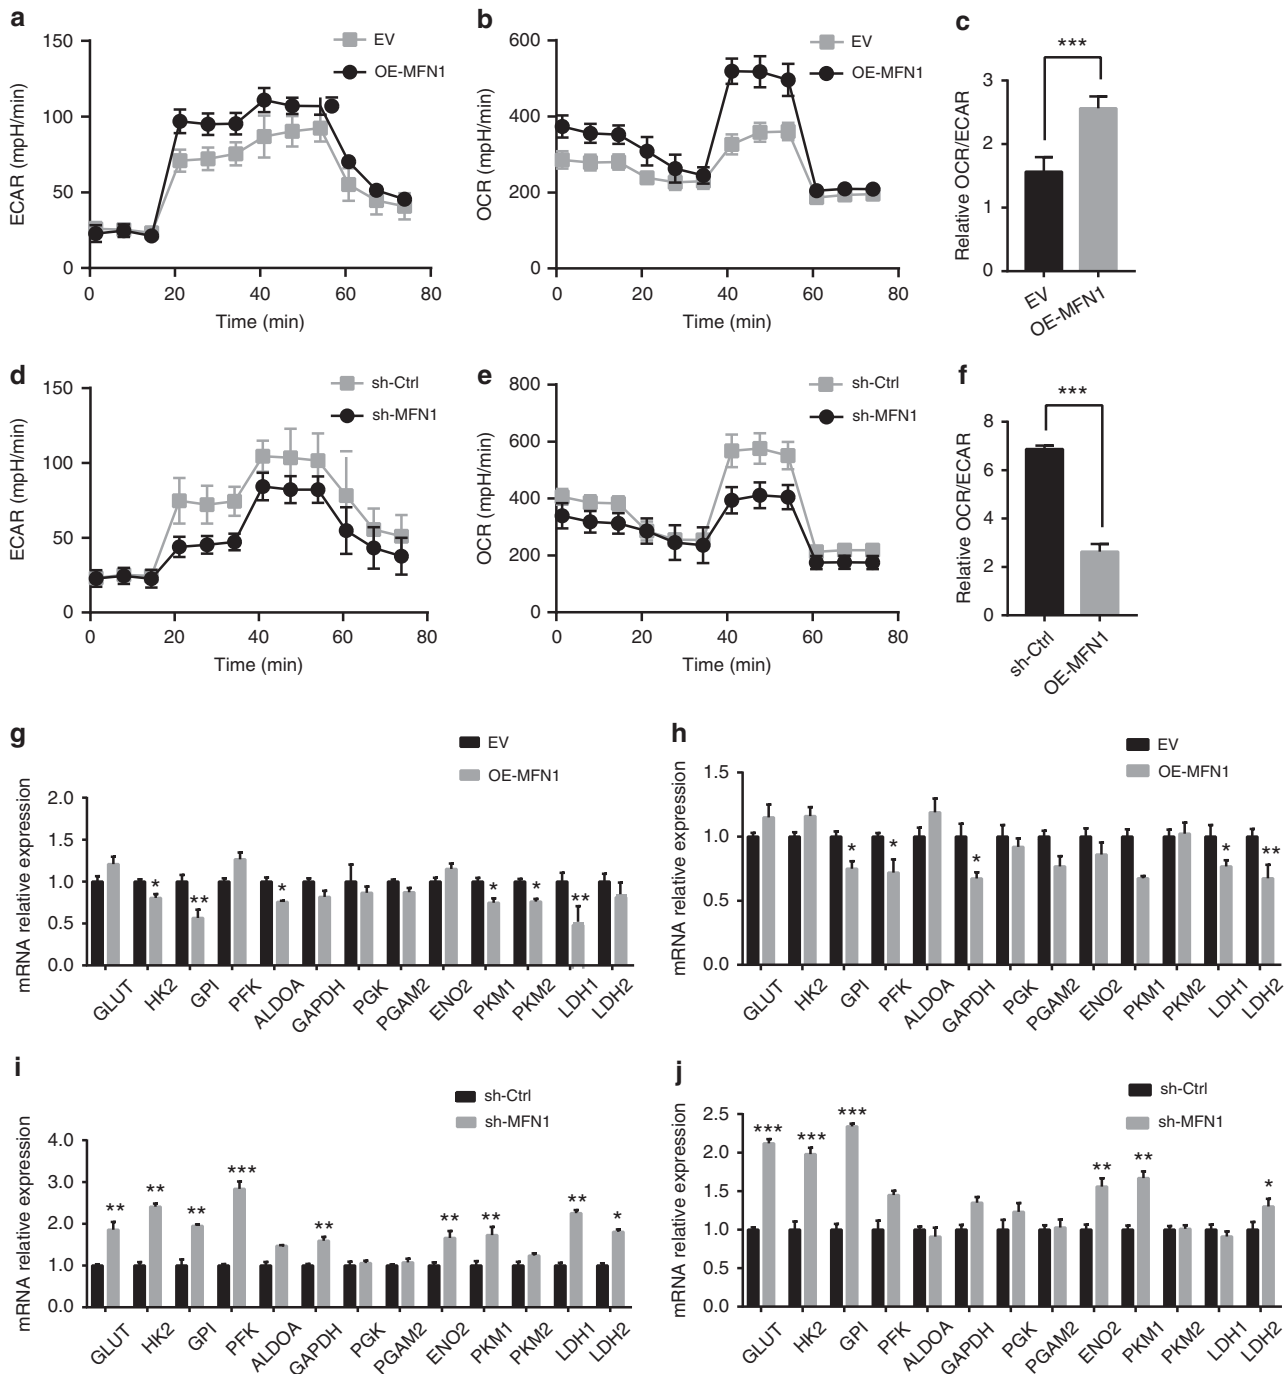 a
ECAR (mpH/min)
150
100
50
0
0 20 40 60 80
Time (min)
EV
OE-MFN1
b
OCR (mpH/min)
600
400
200
0
0 20 40 60 80
Time (min)
EV
OE-MFN1
c
Relative OCR/ECAR
3
2
1
0
***
EV
OE-MFN1
d
ECAR (mpH/min)
150
100
50
0
0 20 40 60 80
Time (min)
sh-Ctrl
sh-MFN1
e
OCR (mpH/min)
800
600
400
200
0
0 20 40 60 80
Time (min)
sh-Ctrl
sh-MFN1
f
Relative OCR/ECAR
8
6
4
2
0
***
sh-Ctrl
OE-MFN1
g
EV
OE-MFN1
mRNA relative expression
2.0
1.5
1.0
0.5
0.0
* ** * * * **
GLUT HK2 GPI PFK ALDOA GAPDH PGK PGAM2 ENO2 PKM1 PKM2 LDH1 LDH2
h
EV
OE-MFN1
mRNA relative expression
1.5
1.0
0.5
0.0
* * * * **
GLUT HK2 GPI PFK ALDOA GAPDH PGK PGAM2 ENO2 PKM1 PKM2 LDH1 LDH2
i
sh-Ctrl
sh-MFN1
mRNA relative expression
4.0
3.0
2.0
1.0
0.0
** ** ** *** ** ** ** ** *
GLUT HK2 GPI PFK ALDOA GAPDH PGK PGAM2 ENO2 PKM1 PKM2 LDH1 LDH2
j
sh-Ctrl
sh-MFN1
mRNA relative expression
2.5
2.0
1.5
1.0
0.5
0.0
*** *** *** ** ** *
GLUT HK2 GPI PFK ALDOA GAPDH PGK PGAM2 ENO2 PKM1 PKM2 LDH1 LDH2